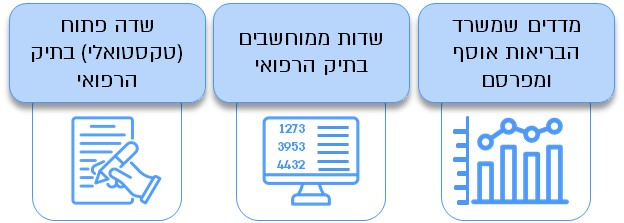 מדדים שמשרד
הבריאות אוסף
ומפרסם
שדות ממוחשבים
בתיק הרפואי
1273
3953
4432
שדה פתוח
(טקסטואלי) בתיק
הרפואי